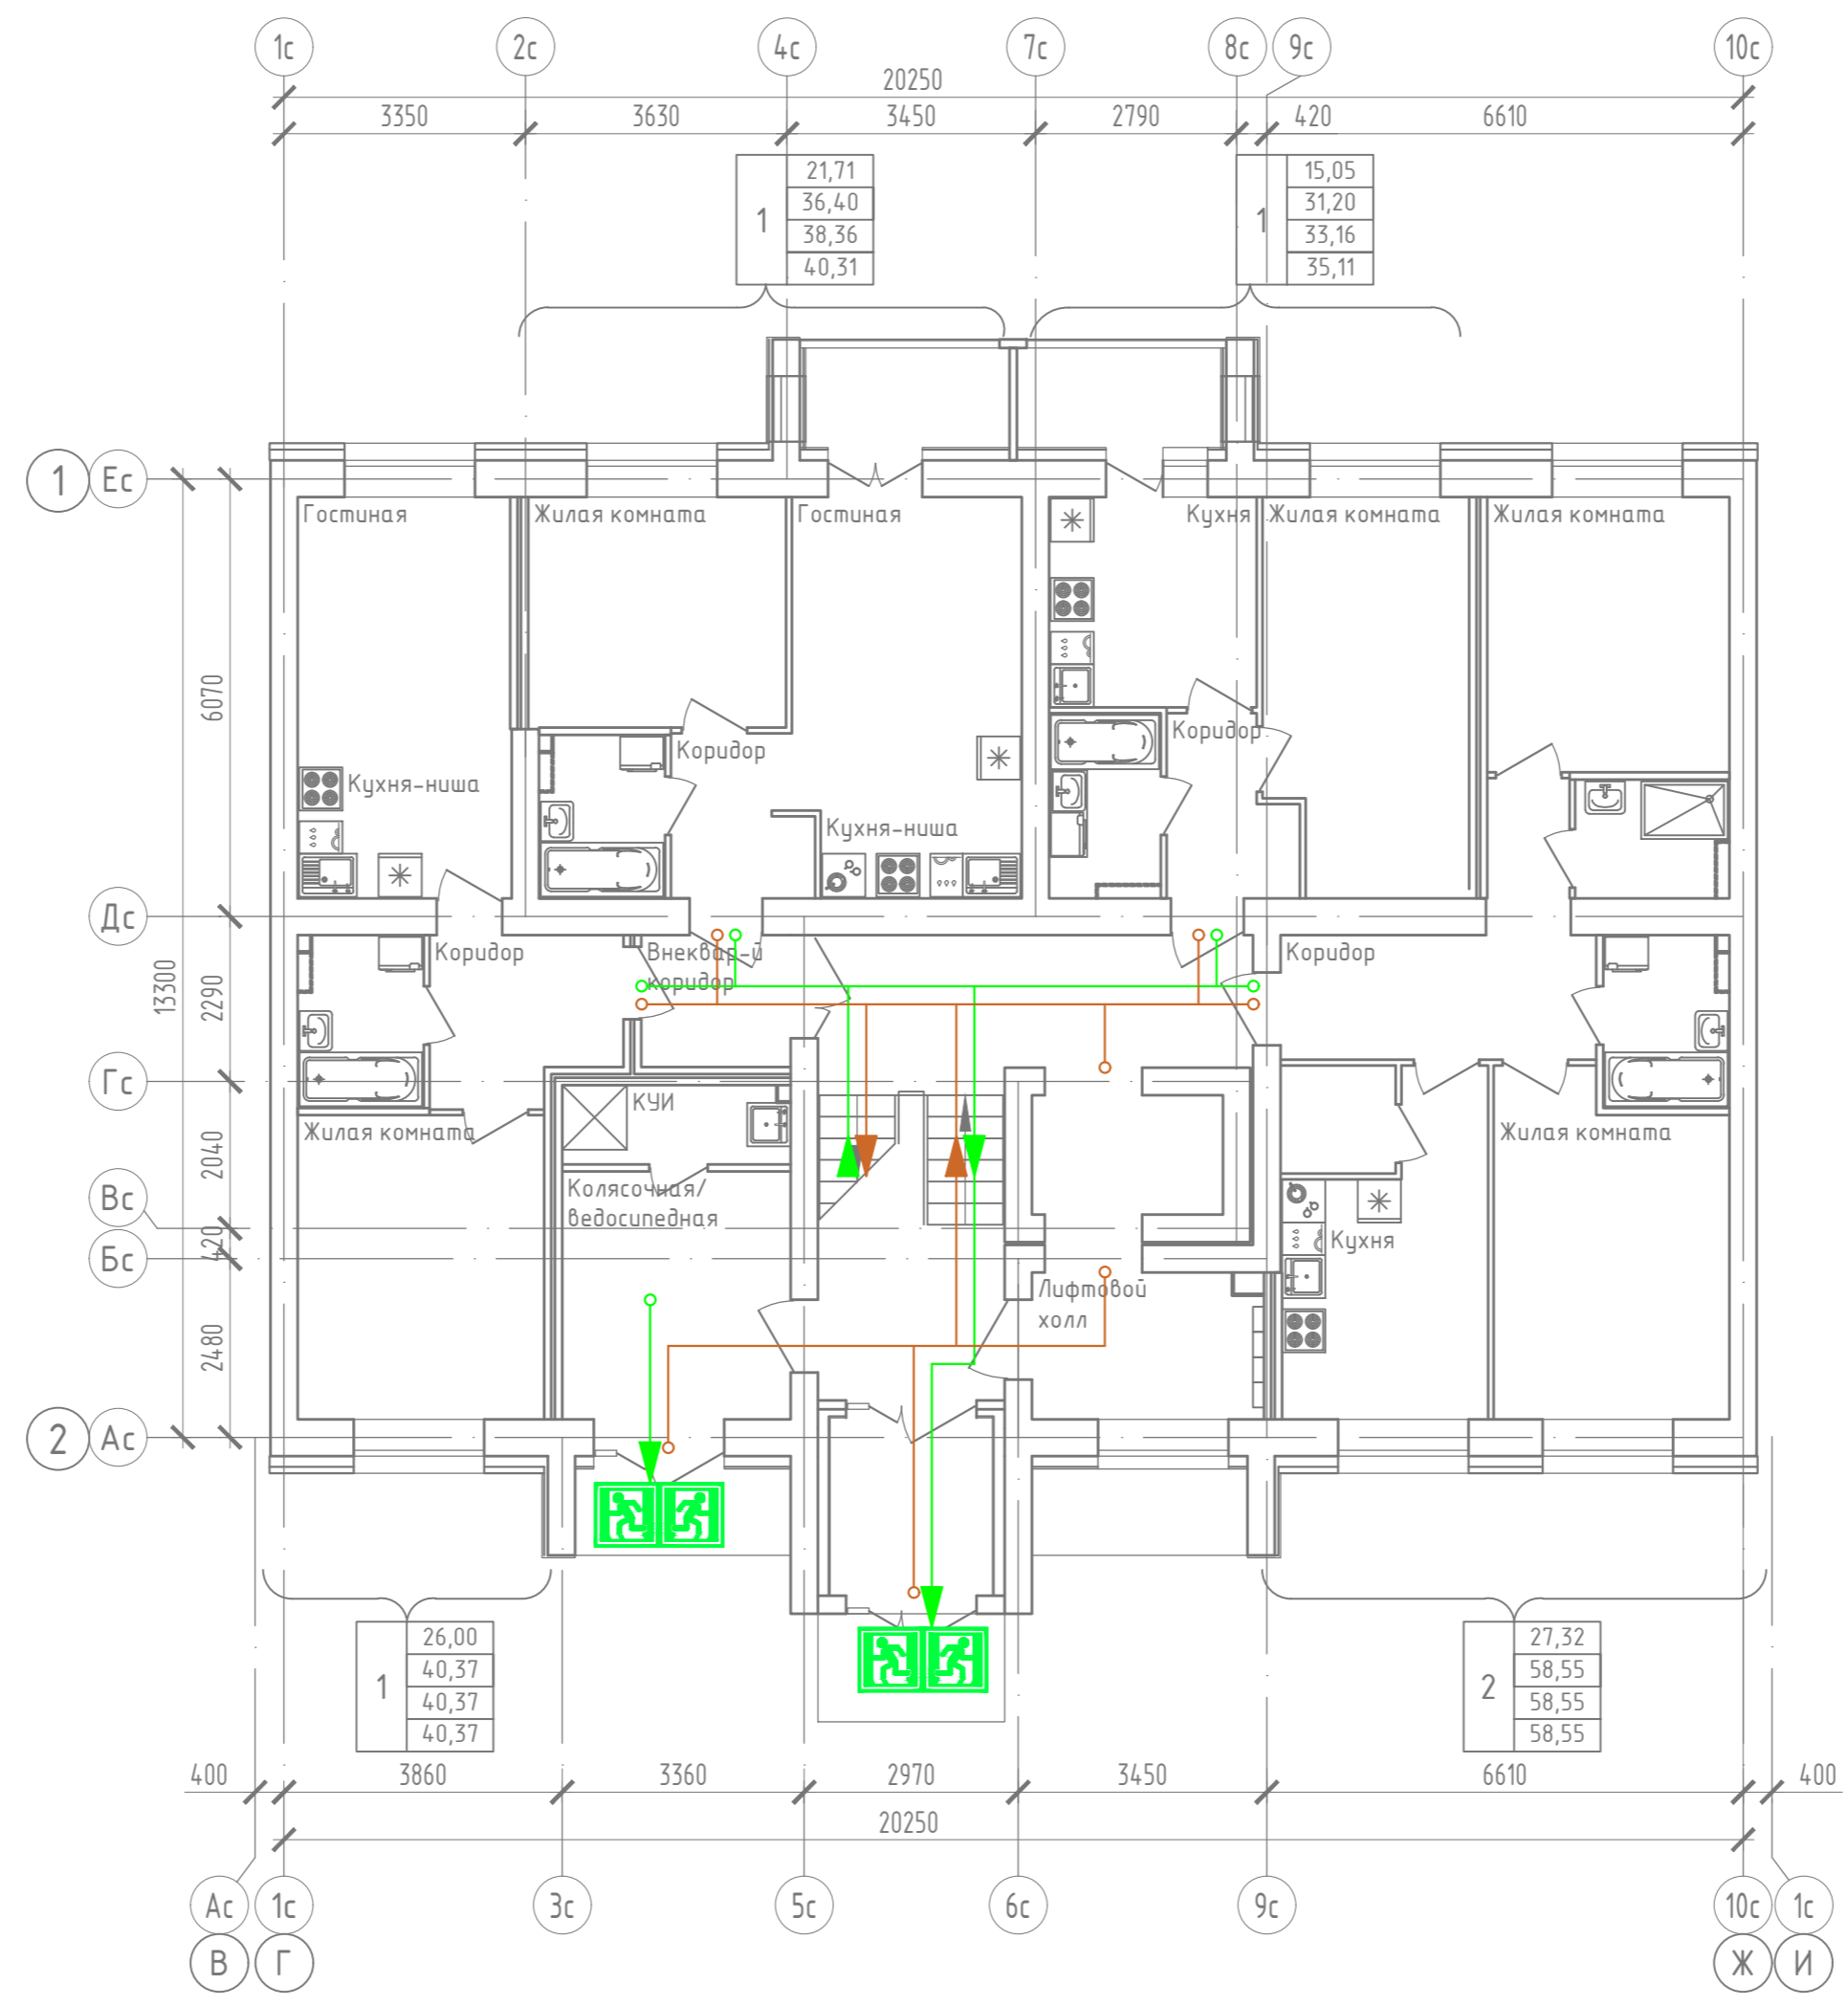 1с 2с 4с 7с 8с 9с 10с
20250
3350 3630 3450 2790 420 6610
1
21,71
36,40
38,36
40,31
1
15,05
31,20
33,16
35,11
1 Ес
Гостиная
Жилая комната
Гостиная
Кухня
Жилая комната
Жилая комната
6070
Коридор
Коридор
Кухня-ниша
Кухня-ниша
Дс
Коридор
Внеквар-й
коридор
Коридор
13300
2290
Гс
КУИ
Жилая комната
Жилая комната
2040
Колясочная/
ведосипедная
Вс
420
Кухня
Бс
Лифтовой
холл
2480
2 Ас
1
26,00
40,37
40,37
40,37
2
27,32
58,55
58,55
58,55
400 3860 3360 2970 3450 6610 400
20250
Ас 1с 3с 5с 6с 9с 10с 1с
В Г Ж И